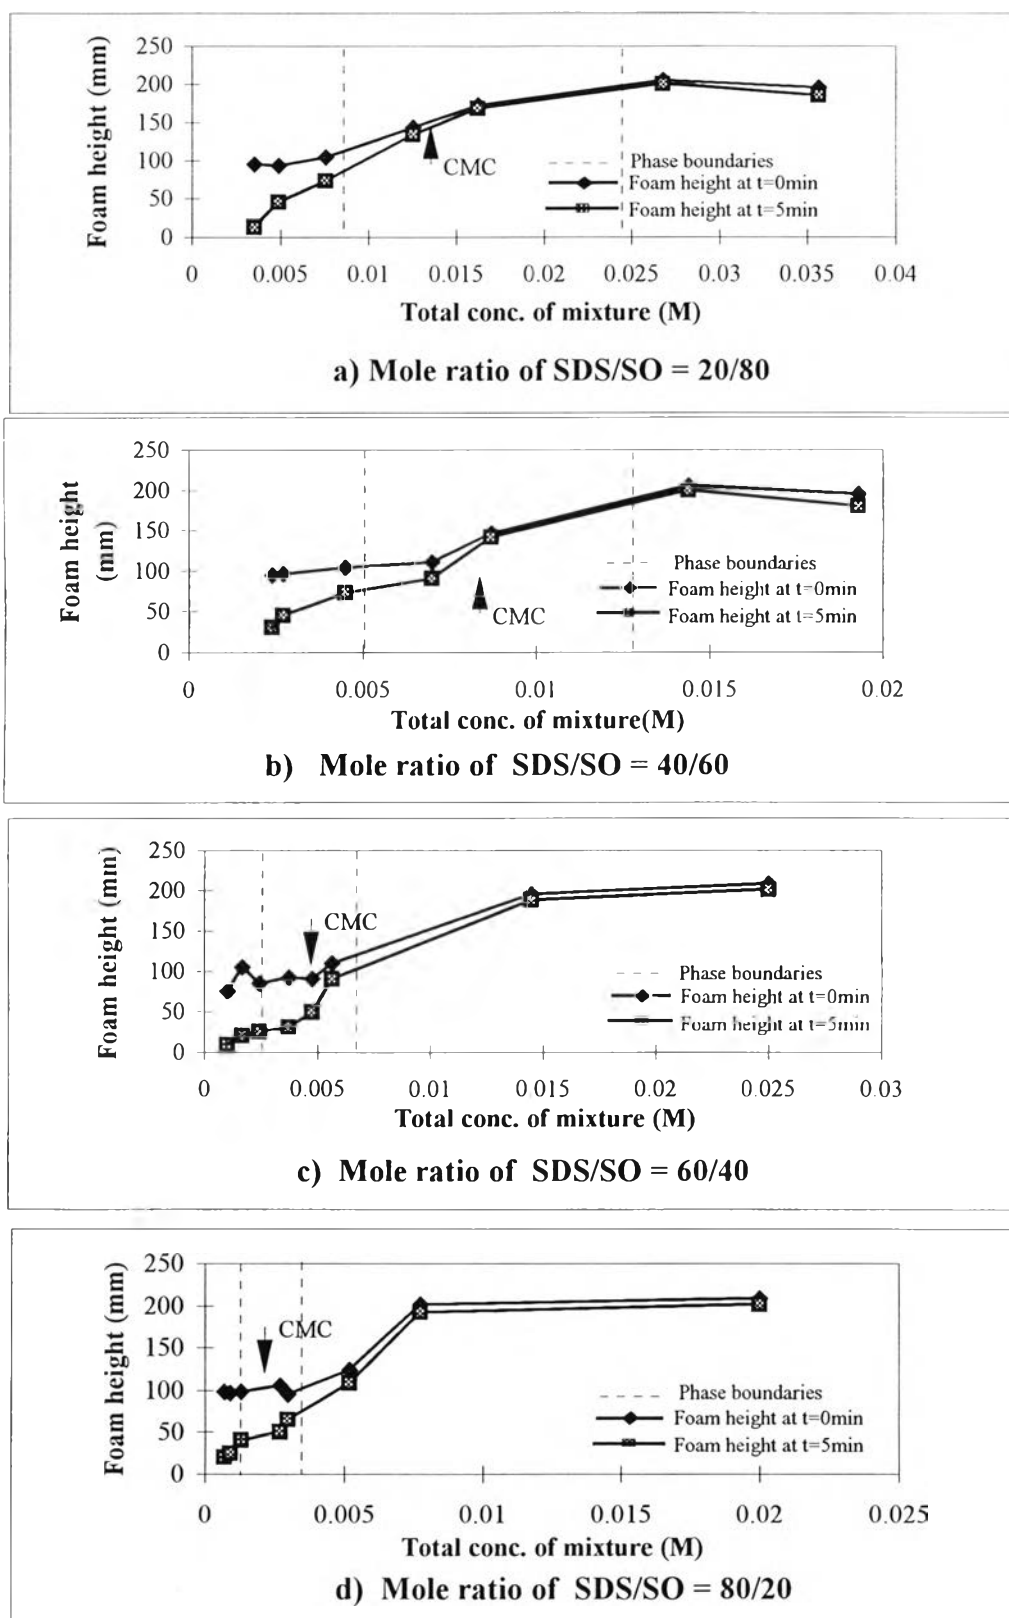 250
200
150
100
50
0
Foam height (mm)
CMC
Phase boundaries
Foam height at t=0min
Foam height at t=5min
0 0.005 0.01 0.015 0.02 0.025 0.03 0.035 0.04
Total conc. of mixture (M)
a) Mole ratio of SDS/SO = 20/80
250
200
150
100
50
0
Foam height
(mm)
CMC
Phase boundaries
Foam height at t=0min
Foam height at t=5min
0 0.005 0.01 0.015 0.02
Total conc. of mixture(M)
b) Mole ratio of SDS/SO = 40/60
250
200
150
100
50
0
Foam height (mm)
CMC
Phase boundaries
Foam height at t=0min
Foam height at t=5min
0 0.005 0.01 0.015 0.02 0.025 0.03
Total conc. of mixture (M)
c) Mole ratio of SDS/SO = 60/40
250
200
150
100
50
0
Foam height (mm)
CMC
Phase boundaries
Foam height at t=0min
Foam height at t=5min
0 0.005 0.01 0.015 0.02 0.025
Total conc. of mixture (M)
d) Mole ratio of SDS/SO = 80/20